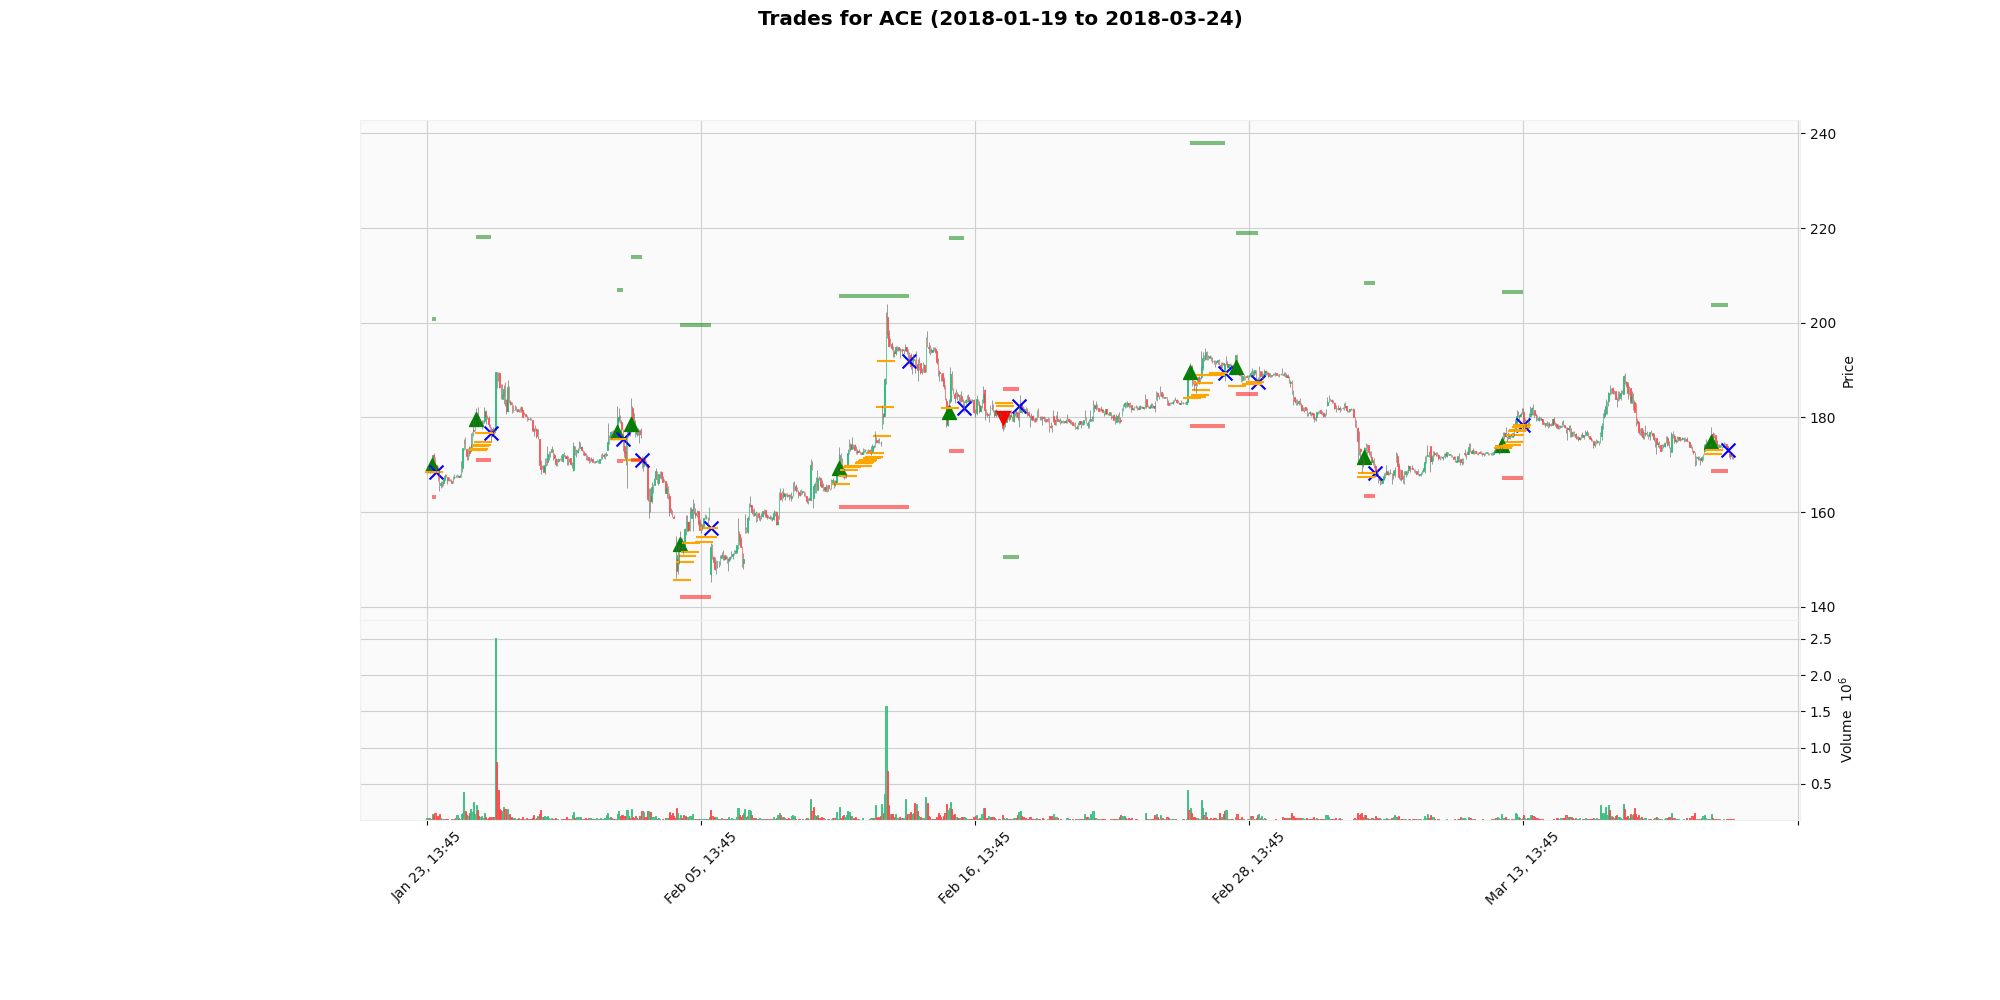 Trades for ACE (2018-01-19 to 2018-03-24)
240
220
200
180
160
140
Price
2.5
2.0
1.5
1.0
0.5
Volume 10^6
Jan 23, 13:45
Feb 05, 13:45
Feb 16, 13:45
Feb 28, 13:45
Mar 13, 13:45